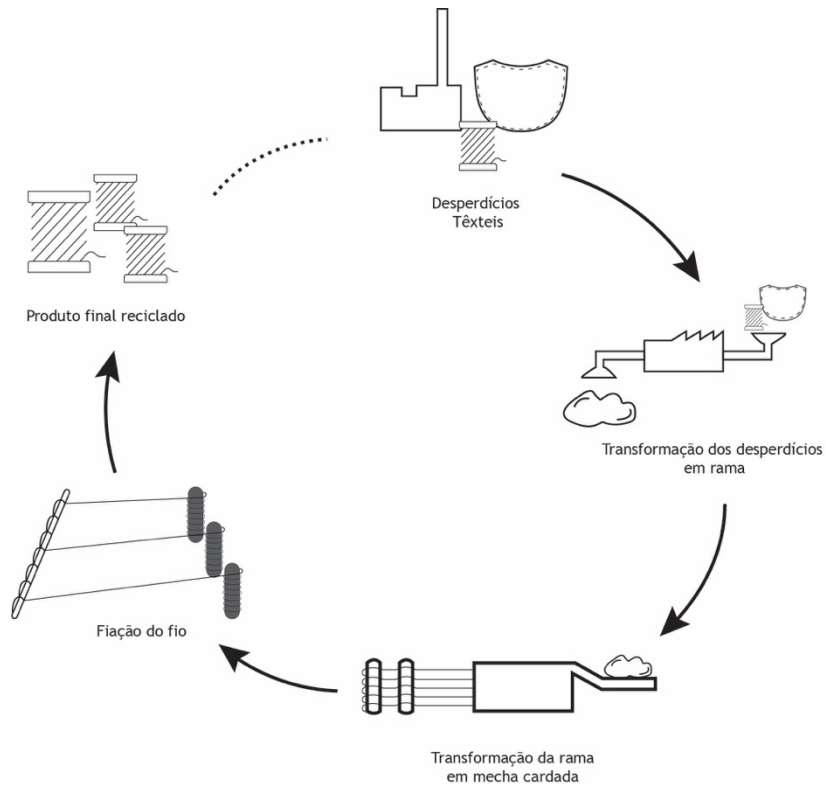 Desperdícios
Têxteis
Transformação dos desperdícios
em rama
Transformação da rama
em mecha cardada
Fiação do fio
Produto final reciclado